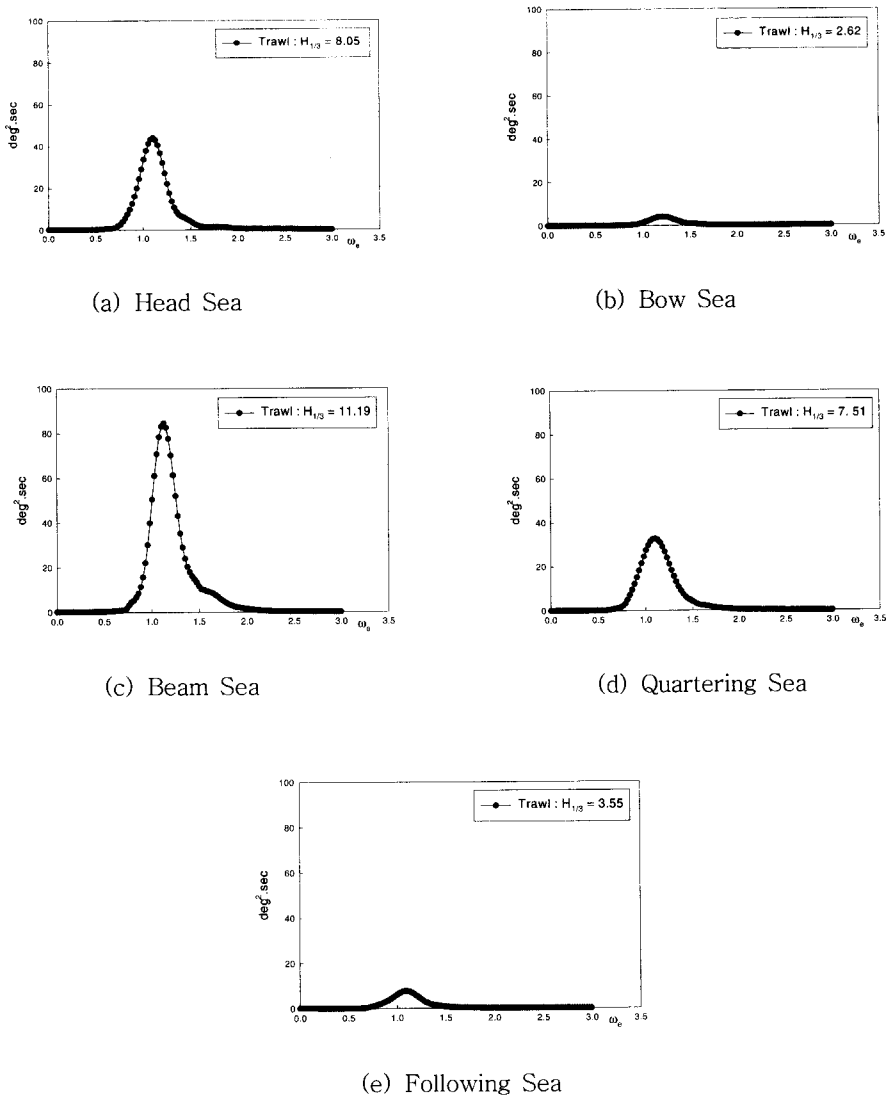 100
80
60
40
20
0
deg².sec
Trawl : H1/3 = 8.05
0.0 0.5 1.0 1.5 2.0 2.5 3.0 3.5
ωe
(a) Head Sea
100
80
60
40
20
0
deg².sec
Trawl : H1/3 = 2.62
0.0 0.5 1.0 1.5 2.0 2.5 3.0 3.5
ωe
(b) Bow Sea
100
80
60
40
20
0
deg².sec
Trawl : H1/3 = 11.19
0.0 0.5 1.0 1.5 2.0 2.5 3.0 3.5
ωe
(c) Beam Sea
100
80
60
40
20
0
deg².sec
Trawl : H1/3 = 7.51
0.0 0.5 1.0 1.5 2.0 2.5 3.0 3.5
ωe
(d) Quartering Sea
100
80
60
40
20
0
deg².sec
Trawl : H1/3 = 3.55
0.0 0.5 1.0 1.5 2.0 2.5 3.0 3.5
ωe
(e) Following Sea